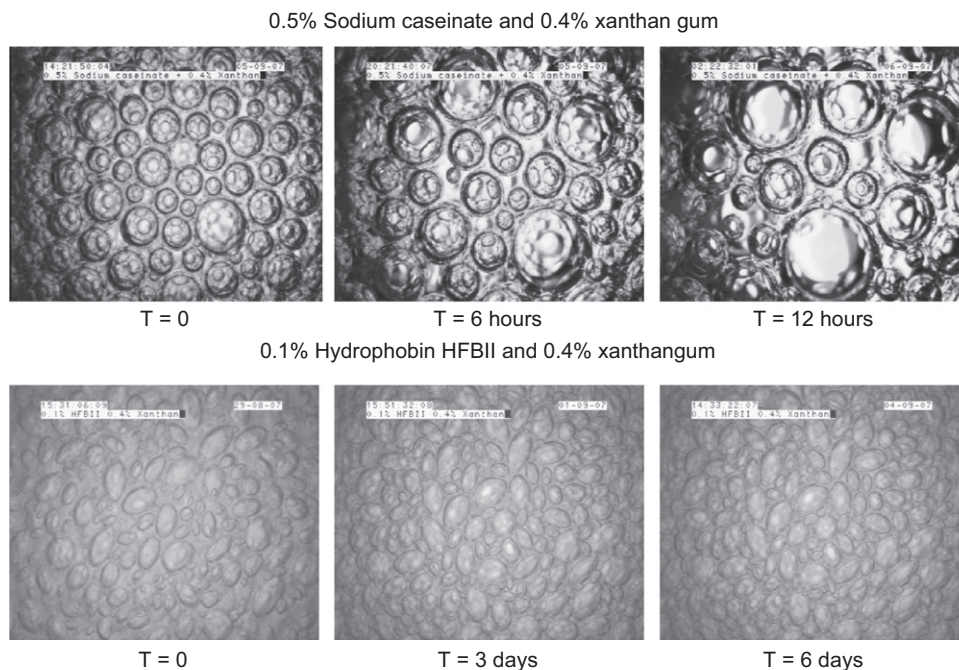 0.5% Sodium caseinate and 0.4% xanthan gum
14:21:50:04 05-09-07
0.5% Sodium caseinate + 0.4% Xanthan
20:21:40:07 05-09-07
0.5% Sodium caseinate + 0.4% Xanthan
02:22:32:01 06-09-07
0.5% Sodium caseinate + 0.4% Xanthan
T = 0
T = 6 hours
T = 12 hours
0.1% Hydrophobin HFBII and 0.4% xanthangum
15:31:06:09 29-08-07
0.1% HFBII 0.4% Xanthan
15:51:32:08 01-09-07
0.1% HFBII 0.4% Xanthan
14:33:22:07 04-09-07
0.1% HFBII 0.4% Xanthan
T = 0
T = 3 days
T = 6 days